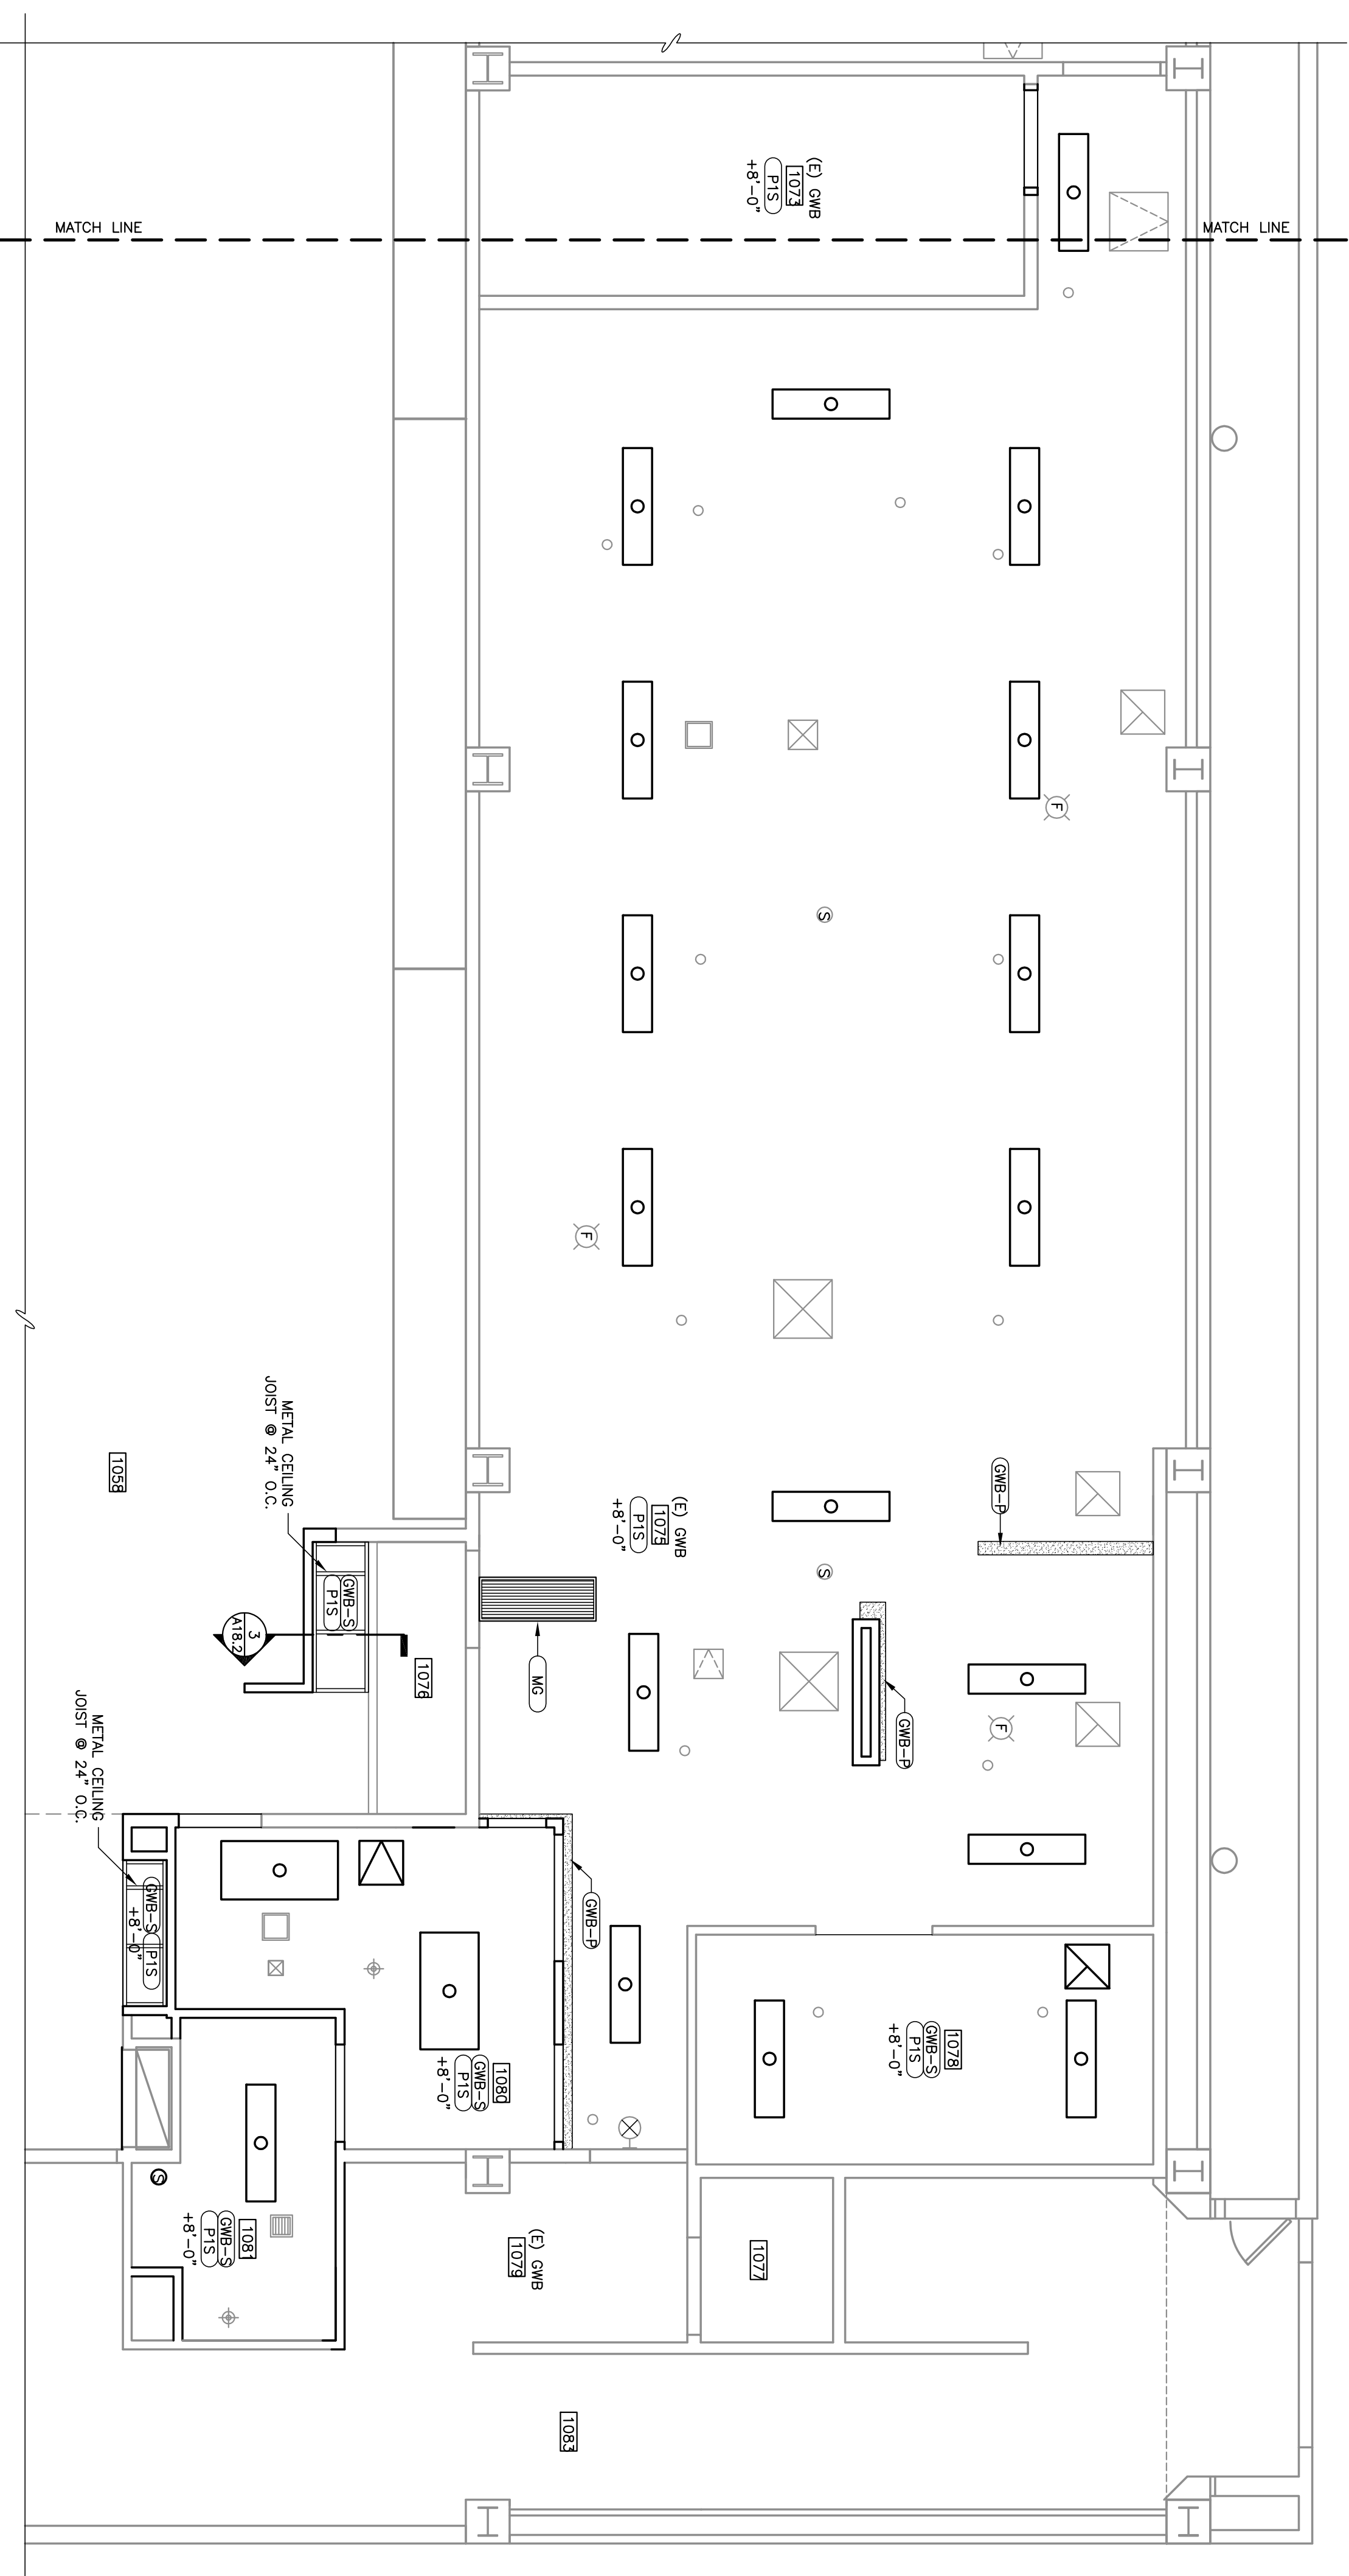 MATCH LINE
MATCH LINE
(E) GWB
1073
P1S
+8'-0"
F
S
F
METAL CEILING
JOIST @ 24" O.C.
1058
GWB-S
P1S
3
A18.2
1076
(E) GWB
1075
P1S
+8'-0"
GWB-P
S
MG
GWB-P
F
METAL CEILING
JOIST @ 24" O.C.
GWB-S
P1S
+8'-0"
GWB-P
1080
GWB-S
P1S
+8'-0"
1078
GWB-S
P1S
+8'-0"
S
1081
GWB-S
P1S
+8'-0"
(E) GWB
1079
1077
1083